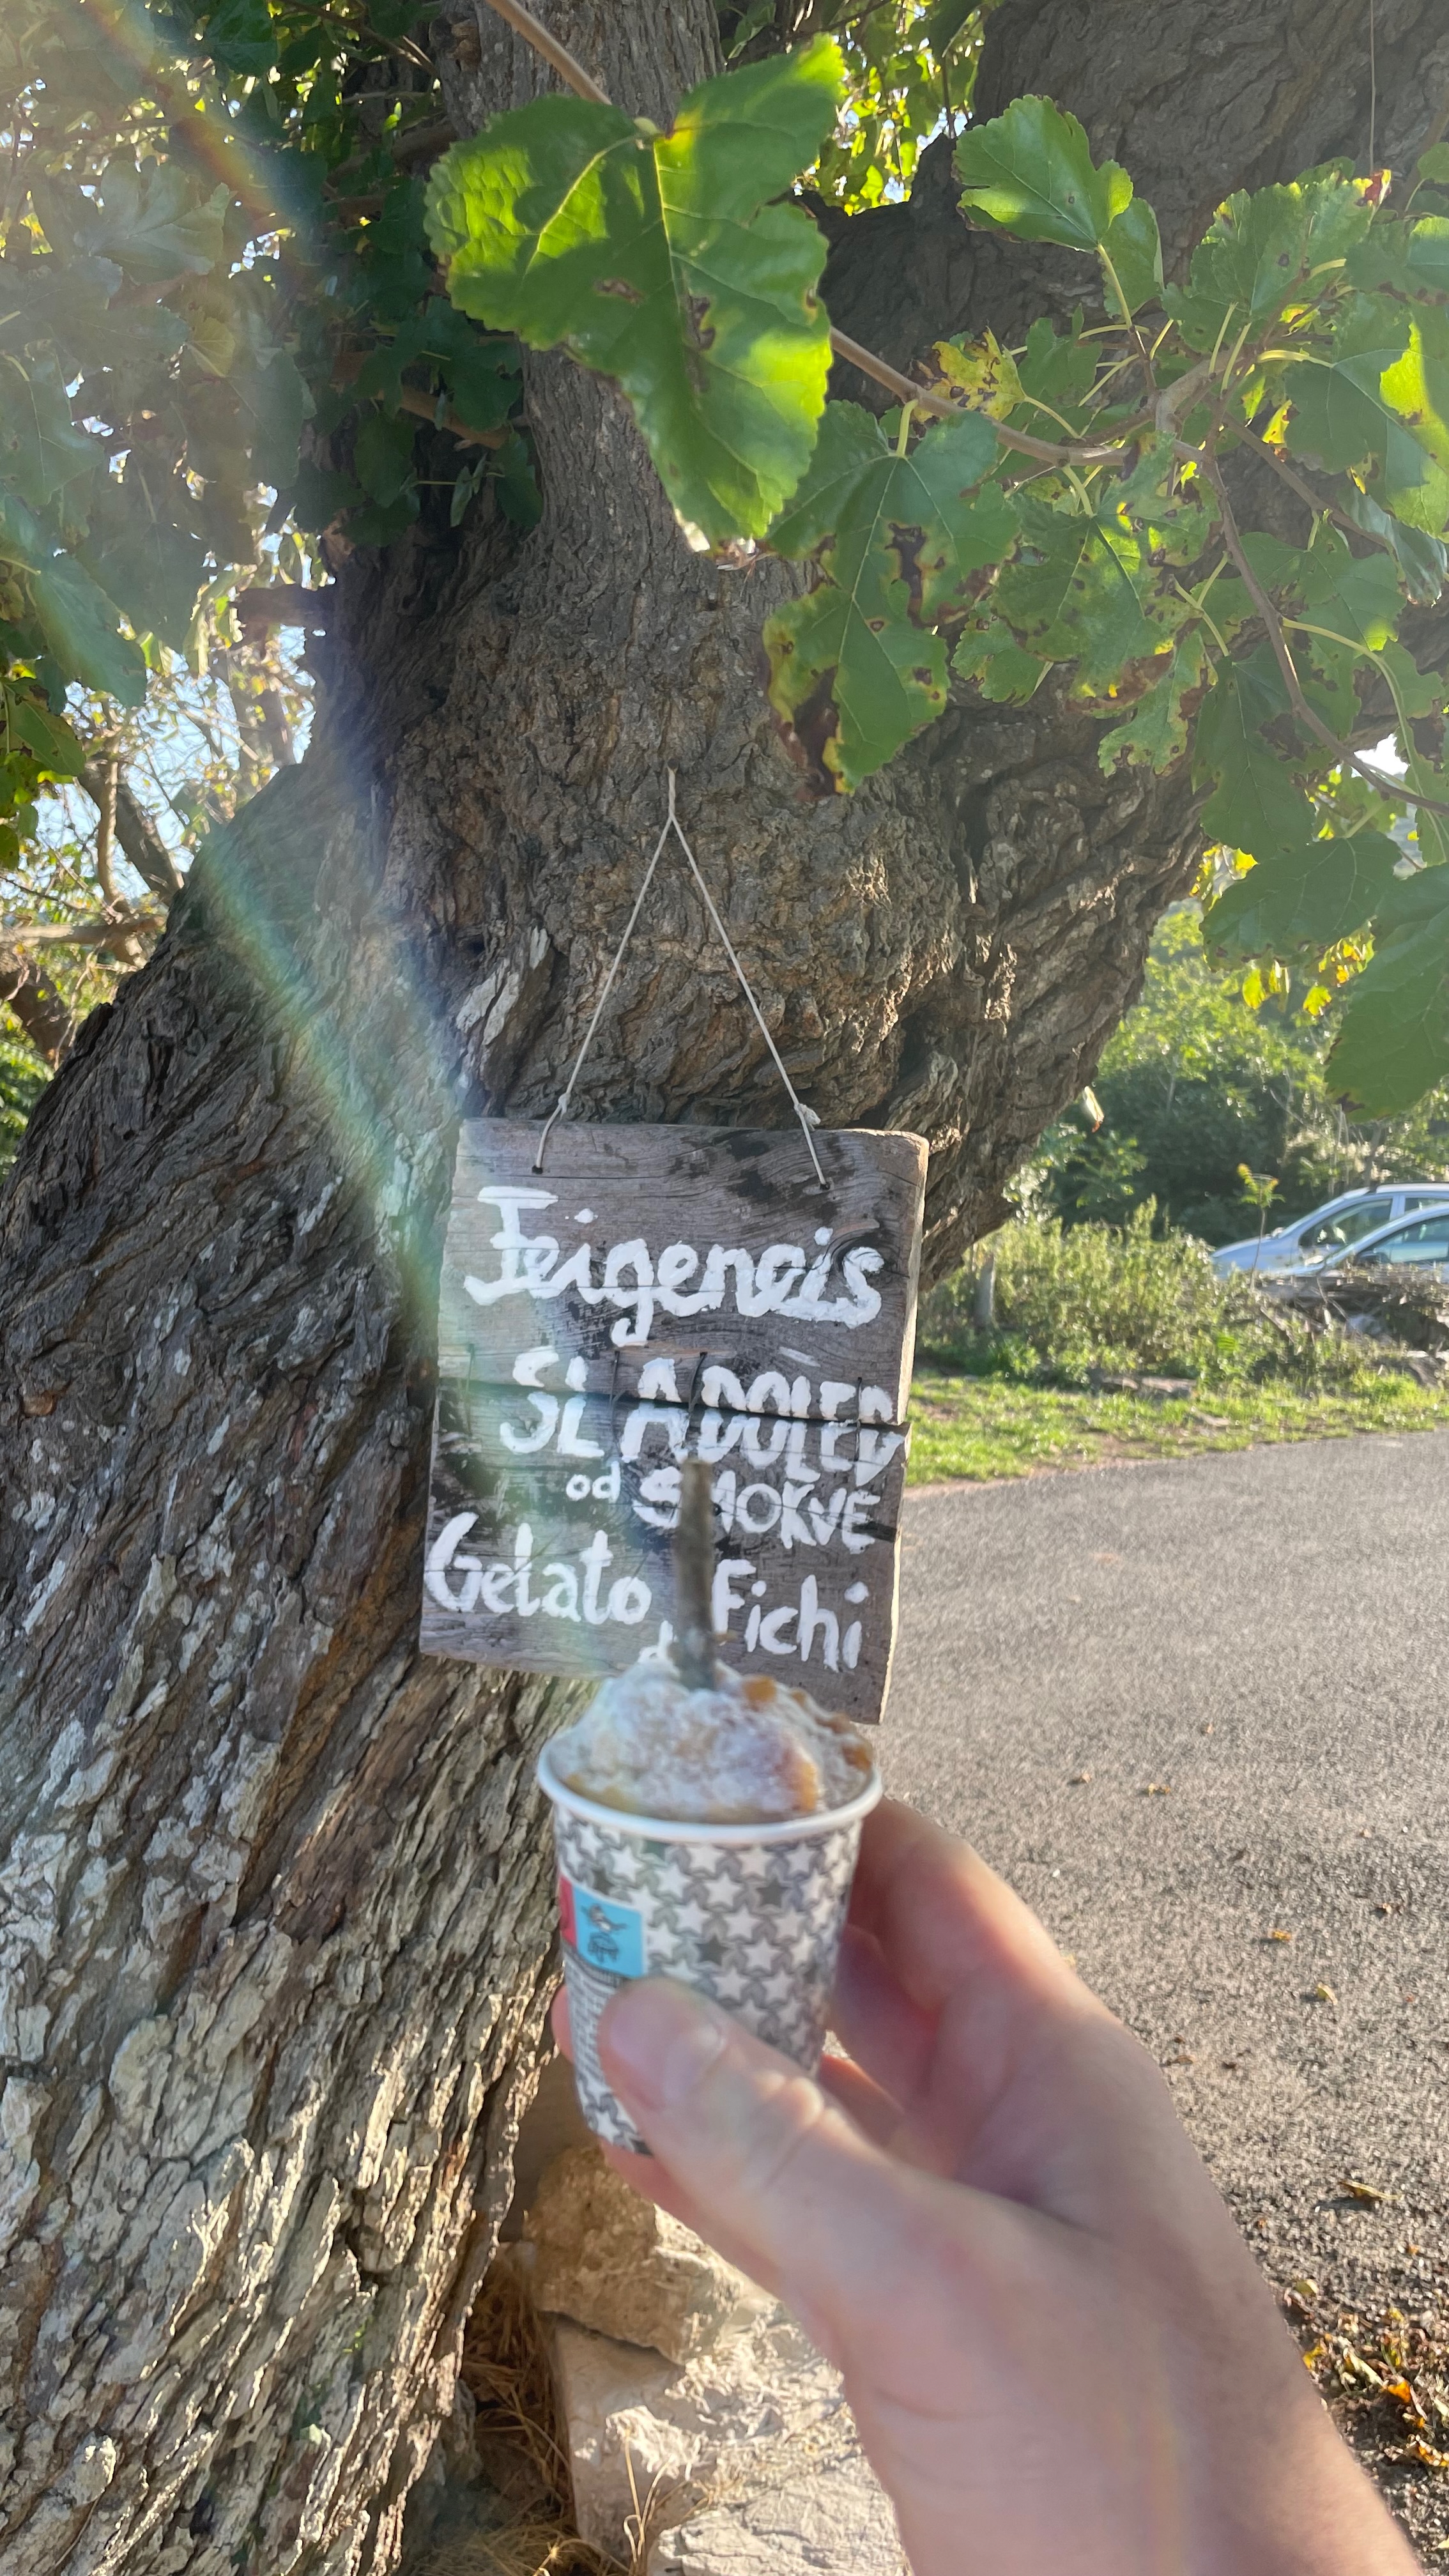 Feigeneis
SLADOLED
od SMOKVE
Gelato Fichi